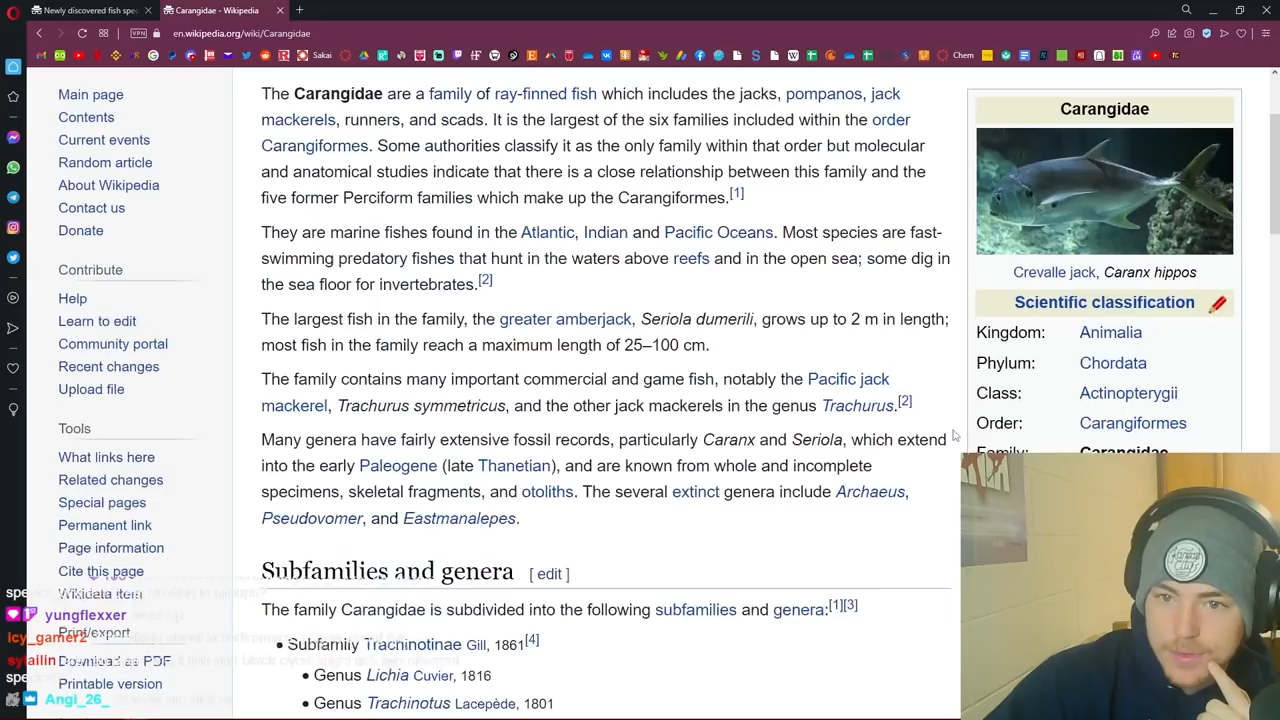 Newly discovered fish spec
Carangidae - Wikipedia
VPN
en.wikipedia.org/wiki/Carangidae
Sakai
Chem
Main page
Contents
Current events
Random article
About Wikipedia
Contact us
Donate
Contribute
Help
Learn to edit
Community portal
Recent changes
Upload file
Tools
What links here
Related changes
Special pages
Permanent link
Page information
Cite this page
Wikidata item
Print/export
Download as PDF
Printable version
The Carangidae are a family of ray-finned fish which includes the jacks, pompanos, jack
mackerels, runners, and scads. It is the largest of the six families included within the order
Carangiformes. Some authorities classify it as the only family within that order but molecular
and anatomical studies indicate that there is a close relationship between this family and the
five former Perciform families which make up the Carangiformes.[1]
They are marine fishes found in the Atlantic, Indian and Pacific Oceans. Most species are fast-
swimming predatory fishes that hunt in the waters above reefs and in the open sea; some dig in
the sea floor for invertebrates.[2]
The largest fish in the family, the greater amberjack, Seriola dumerili, grows up to 2 m in length;
most fish in the family reach a maximum length of 25–100 cm.
The family contains many important commercial and game fish, notably the Pacific jack
mackerel, Trachurus symmetricus, and the other jack mackerels in the genus Trachurus.[2]
Many genera have fairly extensive fossil records, particularly Caranx and Seriola, which extend
into the early Paleogene (late Thanetian), and are known from whole and incomplete
specimens, skeletal fragments, and otoliths. The several extinct genera include Archaeus,
Pseudovomer, and Eastmanalepes.
Subfamilies and genera [ edit ]
The family Carangidae is subdivided into the following subfamilies and genera:[1][3]
• Subfamily Trachinotinae Gill, 1861[4]
• Genus Lichia Cuvier, 1816
• Genus Trachinotus Lacepède, 1801
Carangidae
Crevalle jack, Caranx hippos
Scientific classification
Kingdom: Animalia
Phylum: Chordata
Class: Actinopterygii
Order: Carangiformes
Family: Carangidae
yungflexxer
icy_gamer2
Angi_26_